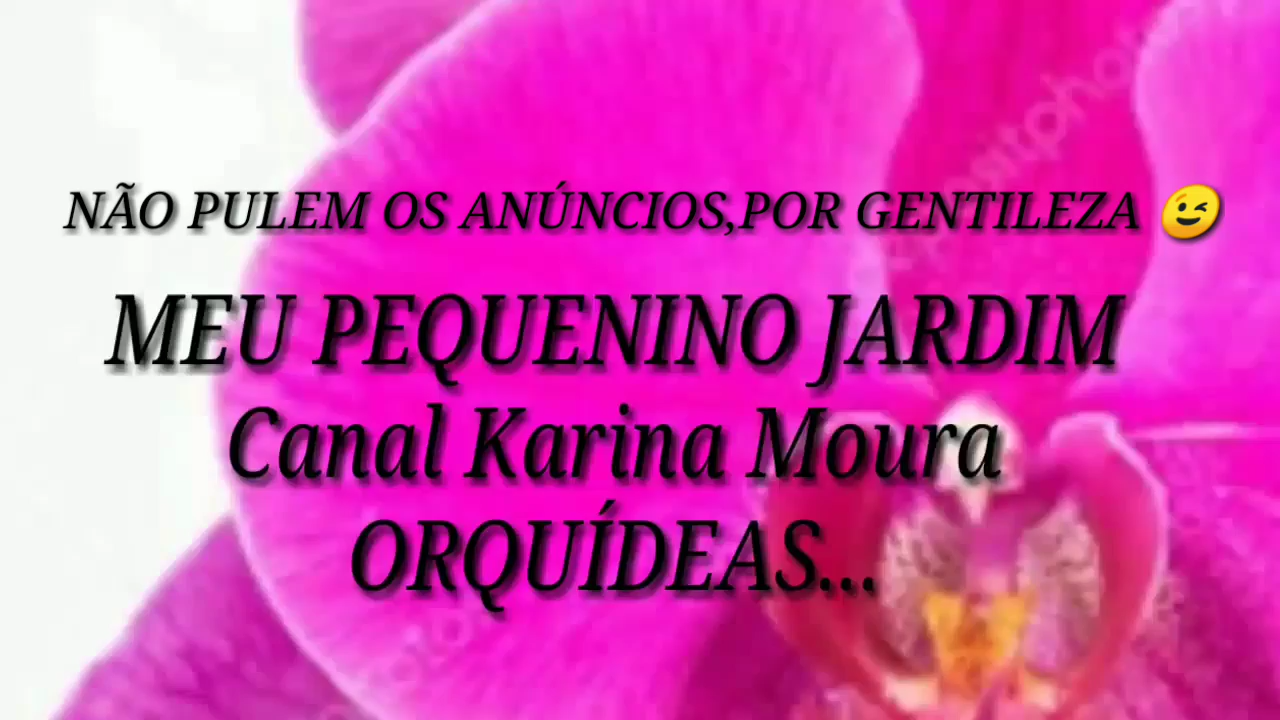 NÃO PULEM OS ANÚNCIOS,POR GENTILEZA 😉
MEU PEQUENINO JARDIM
Canal Karina Moura
ORQUÍDEAS...